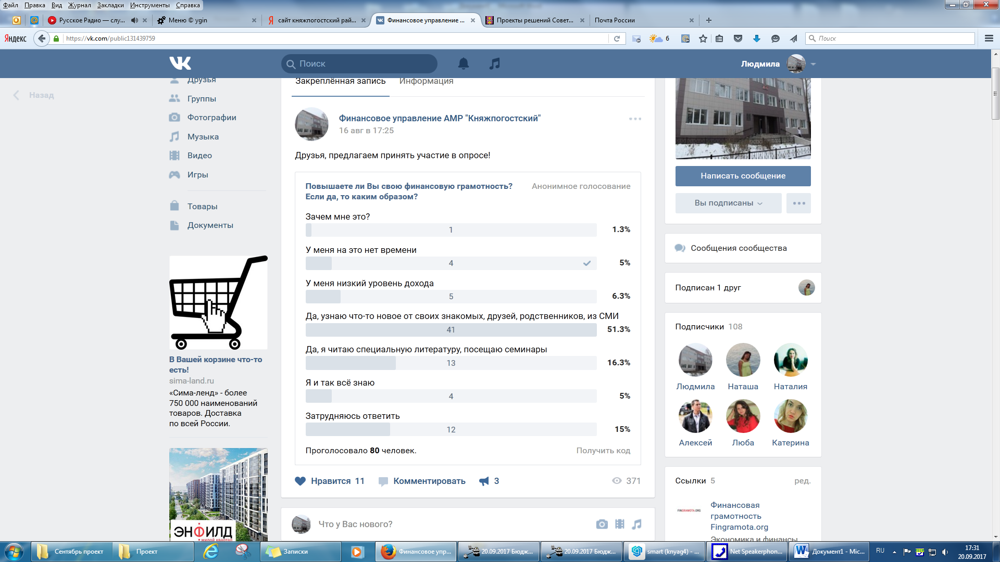 Файл Правка Вид Журнал Закладки Инструменты Справка
Русское Радио — слу...
Меню © ygin
сайт княжпогостский рай...
Финансовое управление ...
Проекты решений Совет...
Почта России
Яндекс
https://vk.com/public131439759
6
Поиск
Поиск
Людмила
Назад
Друзья
Группы
Фотографии
Музыка
Видео
Игры
Товары
Документы
В Вашей корзине что-то
есть!
sima-land.ru
«Сима-ленд» - более
750 000 наименований
товаров. Доставка
по всей России.
ЭНФИЛД
жилой квартал
Закреплённая запись Информация
Финансовое управление АМР "Княжпогостский"
16 авг в 17:25
Друзья, предлагаем принять участие в опросе!
Повышаете ли Вы свою финансовую грамотность?
Если да, то каким образом?
Анонимное голосование
Зачем мне это?
1 1.3%
У меня на это нет времени
4 5%
У меня низкий уровень дохода
5 6.3%
Да, узнаю что-то новое от своих знакомых, друзей, родственников, из СМИ
41 51.3%
Да, я читаю специальную литературу, посещаю семинары
13 16.3%
Я и так всё знаю
4 5%
Затрудняюсь ответить
12 15%
Проголосовало 80 человек. Получить код
Нравится 11 Комментировать 3 371
Что у Вас нового?
Написать сообщение
Вы подписаны
Сообщения сообщества
Подписан 1 друг
Подписчики 108
Людмила Наташа Наталия
Алексей Люба Катерина
Ссылки 5 ред.
FINGRAMOTA.ORG
Финансовая
грамотность
Fingramota.org
Экономика и финансы
Сентябрь проект
Проект
Записки
Финансовое упр...
20.09.2017 Бюдж...
20.09.2017 Бюдж...
smart (knyag4) - ...
Net Speakerphon...
Документ1 - Mic...
RU
17:31
20.09.2017